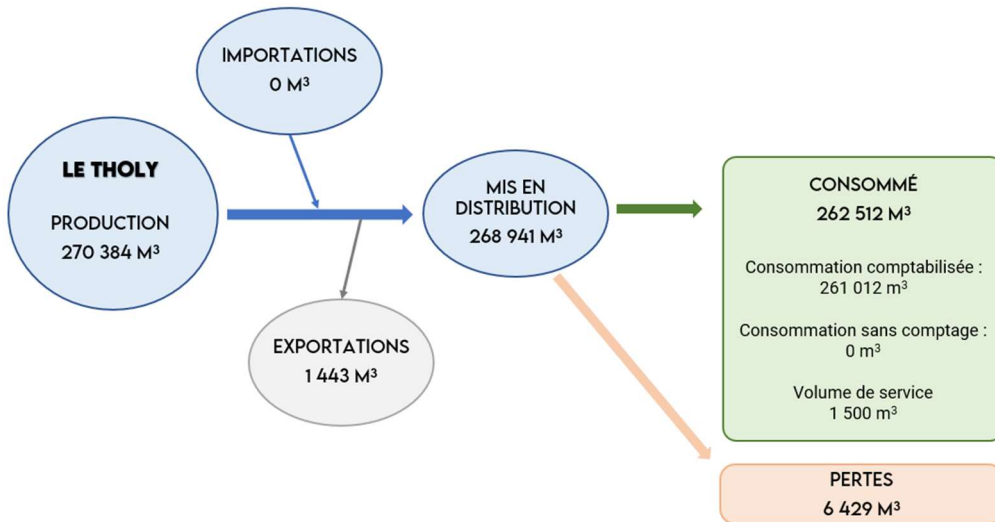 IMPORTATIONS
0 M³
LE THOLY
PRODUCTION
270 384 M³
EXPORTATIONS
1 443 M³
MIS EN
DISTRIBUTION
268 941 M³
CONSOMMÉ
262 512 M³
Consommation comptabilisée :
261 012 m³
Consommation sans comptage :
0 m³
Volume de service
1 500 m³
PERTES
6 429 M³